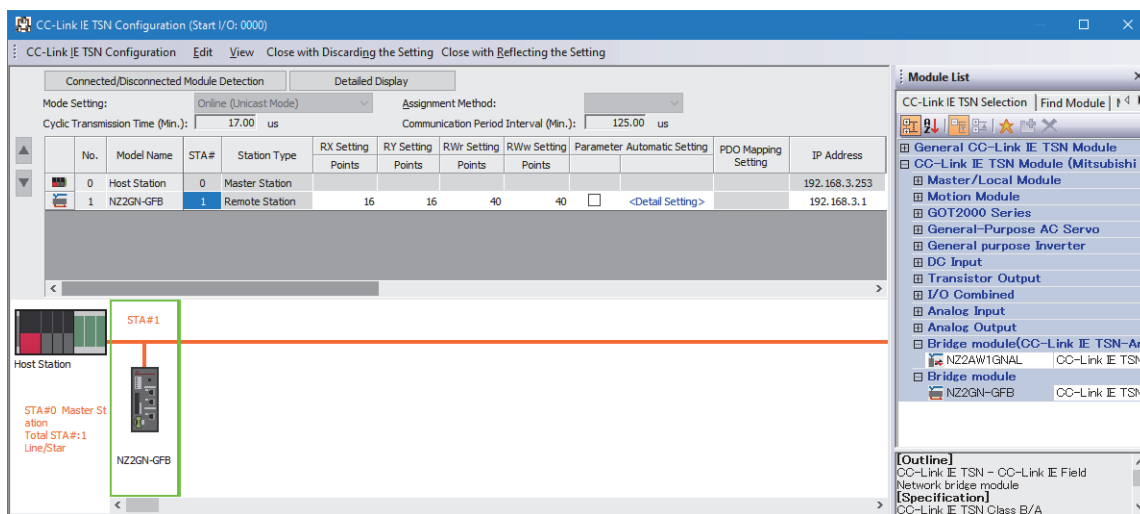 CC-Link IE TSN Configuration (Start I/O: 0000)
CC-Link IE TSN Configuration Edit View Close with Discarding the Setting Close with Reflecting the Setting
Connected/Disconnected Module Detection Detailed Display
Mode Setting: Online (Unicast Mode) Assignment Method:
Cyclic Transmission Time (Min.): 17.00 us Communication Period Interval (Min.): 125.00 us
No. Model Name STA# Station Type RX Setting RY Setting RWr Setting RWw Setting Parameter Automatic Setting PDO Mapping Setting IP Address
Points Points Points Points
0 Host Station 0 Master Station 192.168.3.253
1 NZ2GN-GFB 1 Remote Station 16 16 40 40 <Detail Setting> 192.168.3.1
STA#1
Host Station
STA#0 Master St
ation
Total STA#:1
Line/Star
NZ2GN-GFB
Module List
CC-Link IE TSN Selection Find Module
General CC-Link IE TSN Module
CC-Link IE TSN Module (Mitsubishi
Master/Local Module
Motion Module
GOT2000 Series
General-Purpose AC Servo
General purpose Inverter
DC Input
Transistor Output
I/O Combined
Analog Input
Analog Output
Bridge module(CC-Link IE TSN-A
NZ2AW1GNAL CC-Link IE TSN
Bridge module
NZ2GN-GFB CC-Link IE TSN
[Outline]
CC-Link IE TSN - CC-Link IE Field
Network bridge module
[Specification]
CC-Link IE TSN Class B/A